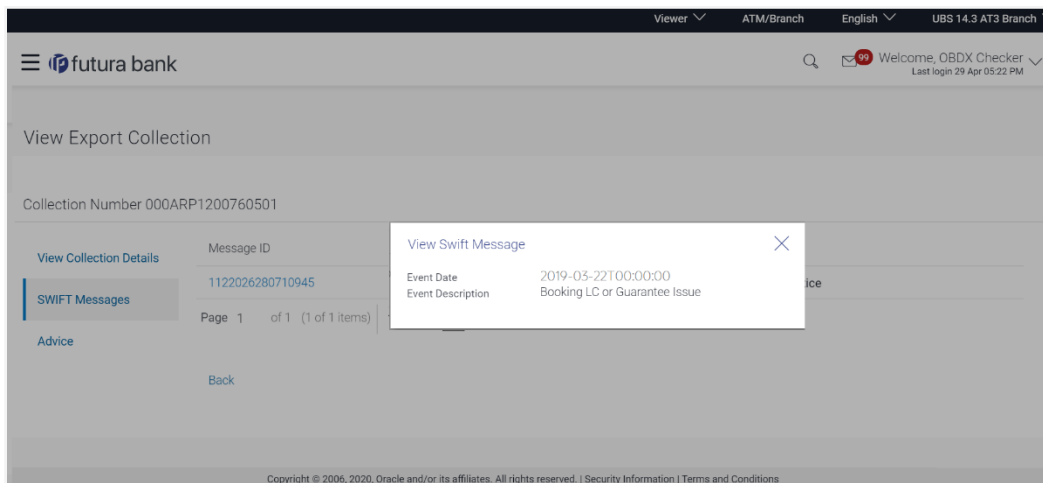 Viewer ATM/Branch English UBS 14.3 AT3 Branch
futura bank
99 Welcome, OBDX Checker
Last login 29 Apr 05:22 PM
View Export Collection
Collection Number 000ARP1200760501
View Collection Details
SWIFT Messages
Advice
Message ID
1122026280710945
Page 1 of 1 (1 of 1 items)
Back
View Swift Message
Event Date 2019-03-22T00:00:00
Event Description Booking LC or Guarantee Issue
Copyright © 2006, 2020, Oracle and/or its affiliates. All rights reserved. | Security Information | Terms and Conditions